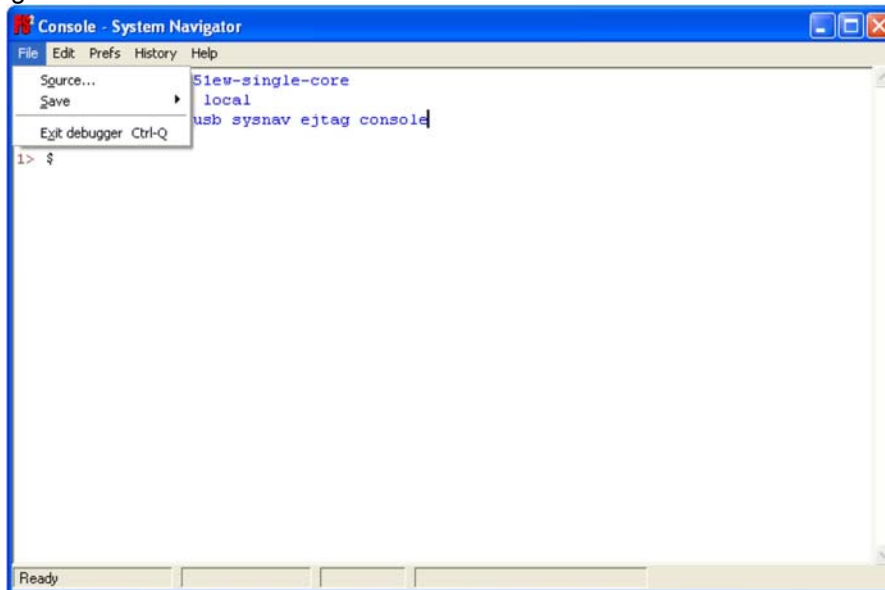 Console - System Navigator
File Edit Prefs History Help
Source...
Save
Exit debugger Ctrl-Q
51ew-single-core
local
usb sysnav ejtag console
1> $
Ready